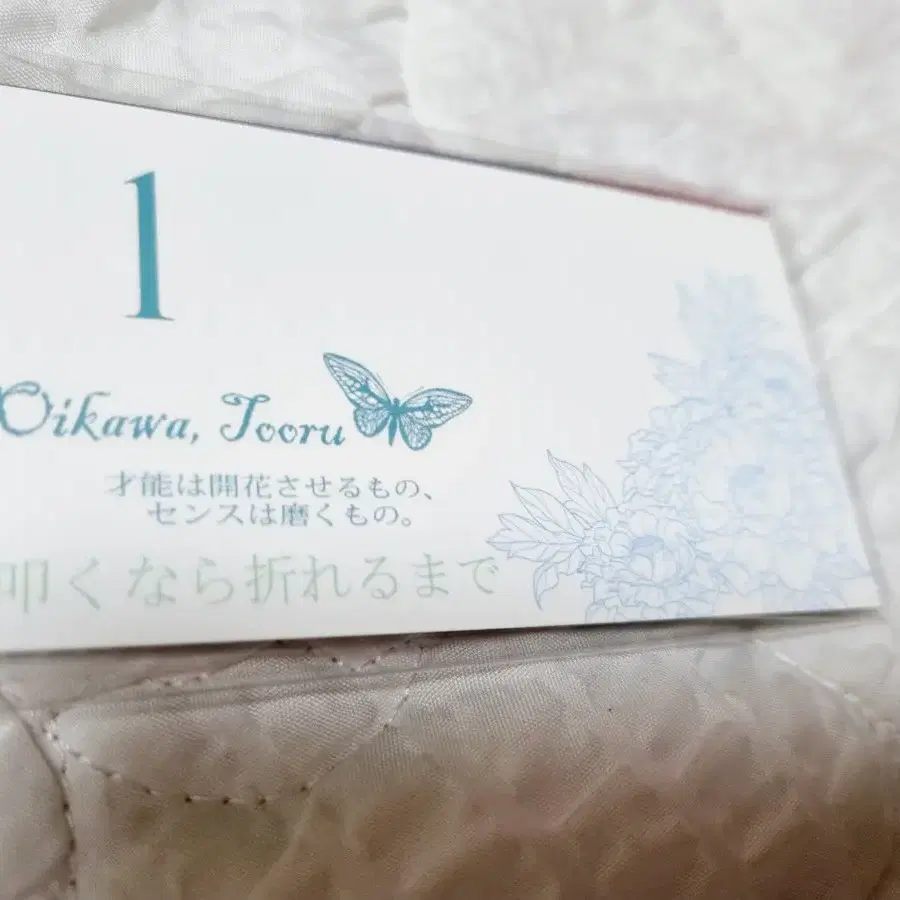 1
Oikawa, Tooru
才能は開花させるもの、
センスは磨くもの。
叩くなら折れるまで